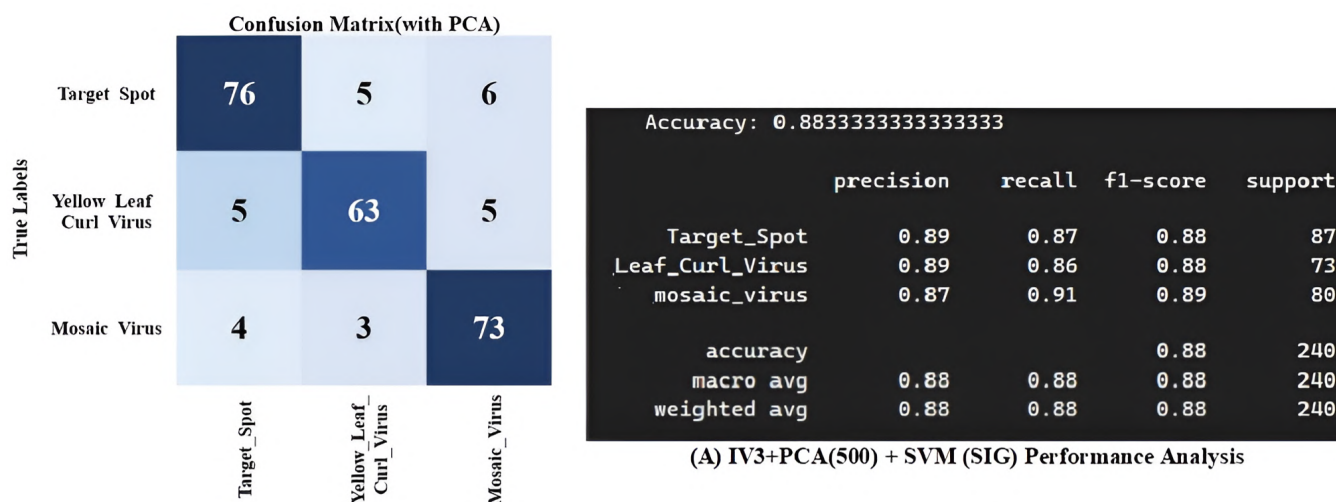 Confusion Matrix(with PCA)
True Labels
Target Spot 76 5 6
Yellow Leaf
Curl Virus 5 63 5
Mosaic Virus 4 3 73
Target_Spot
Yellow_Leaf_
Curl_Virus
Mosaic_Virus
Accuracy: 0.8833333333333333
precision recall f1-score support
Target_Spot 0.89 0.87 0.88 87
Leaf_Curl_Virus 0.89 0.86 0.88 73
mosaic_virus 0.87 0.91 0.89 80
accuracy 0.88 240
macro avg 0.88 0.88 0.88 240
weighted avg 0.88 0.88 0.88 240
(A) IV3+PCA(500) + SVM (SIG) Performance Analysis